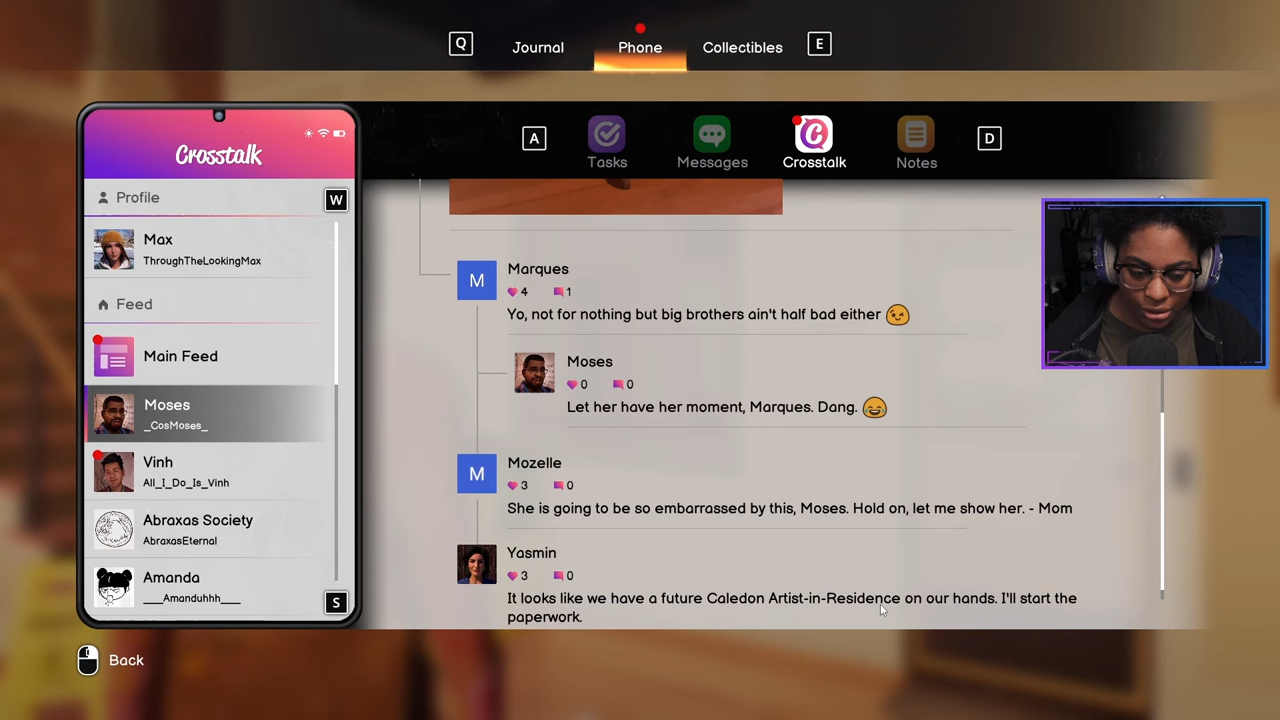 Q
Journal
Phone
Collectibles
E
A
Tasks
Messages
Crosstalk
Notes
D
Crosstalk
Profile
W
Max
ThroughTheLookingMax
Feed
Main Feed
Moses
_CosMoses_
Vinh
All_I_Do_Is_Vinh
Abraxas Society
AbraxasEternal
Amanda
___Amanduhhh___
S
M
Marques
4 1
Yo, not for nothing but big brothers ain't half bad either
Moses
0 0
Let her have her moment, Marques. Dang.
M
Mozelle
3 0
She is going to be so embarrassed by this, Moses. Hold on, let me show her. - Mom
Yasmin
3 0
It looks like we have a future Caledon Artist-in-Residence on our hands. I'll start the
paperwork.
Back